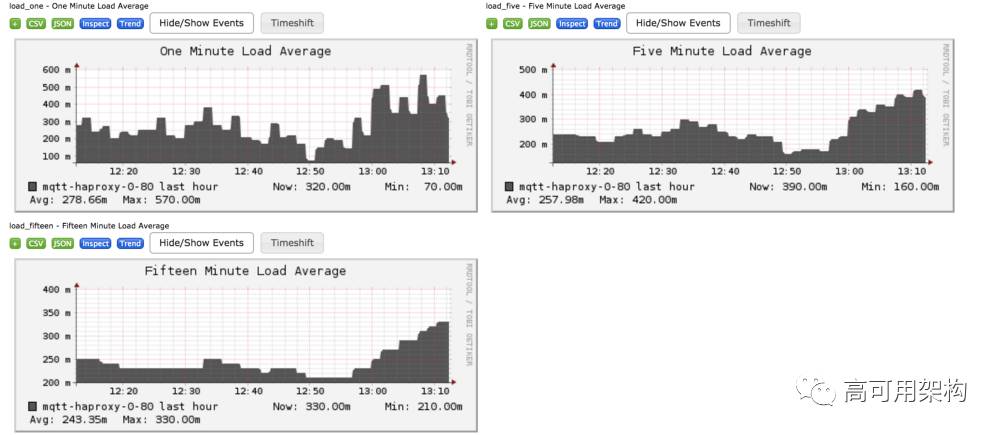 load_one - One Minute Load Average
+ CSV JSON Inspect Trend Hide/Show Events Timeshift
One Minute Load Average
RRDTOOL / TOBI OETIKER
600 m
500 m
400 m
300 m
200 m
100 m
12:20 12:30 12:40 12:50 13:00 13:10
mqtt-haproxy-0-80 last hour Now: 320.00m Min: 70.00m
Avg: 278.66m Max: 570.00m
load_five - Five Minute Load Average
+ CSV JSON Inspect Trend Hide/Show Events Timeshift
Five Minute Load Average
RRDTOOL / TOBI OETIKER
500 m
400 m
300 m
200 m
12:20 12:30 12:40 12:50 13:00 13:10
mqtt-haproxy-0-80 last hour Now: 390.00m Min: 160.00m
Avg: 257.98m Max: 420.00m
load_fifteen - Fifteen Minute Load Average
+ CSV JSON Inspect Trend Hide/Show Events Timeshift
Fifteen Minute Load Average
RRDTOOL / TOBI OETIKER
400 m
350 m
300 m
250 m
200 m
12:20 12:30 12:40 12:50 13:00 13:10
mqtt-haproxy-0-80 last hour Now: 330.00m Min: 210.00m
Avg: 243.35m Max: 330.00m
高可用架构